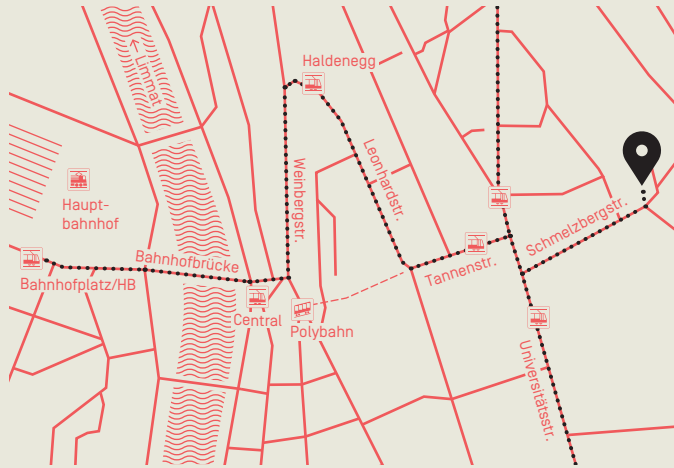 Haldenegg
← Limmat
Leonhardstr.
Weinbergstr.
Haupt-
bahnhof
Schmelzbergstr.
Bahnhofbrücke
Tannenstr.
Bahnhofplatz/HB
Central
Polybahn
Universitätsstr.